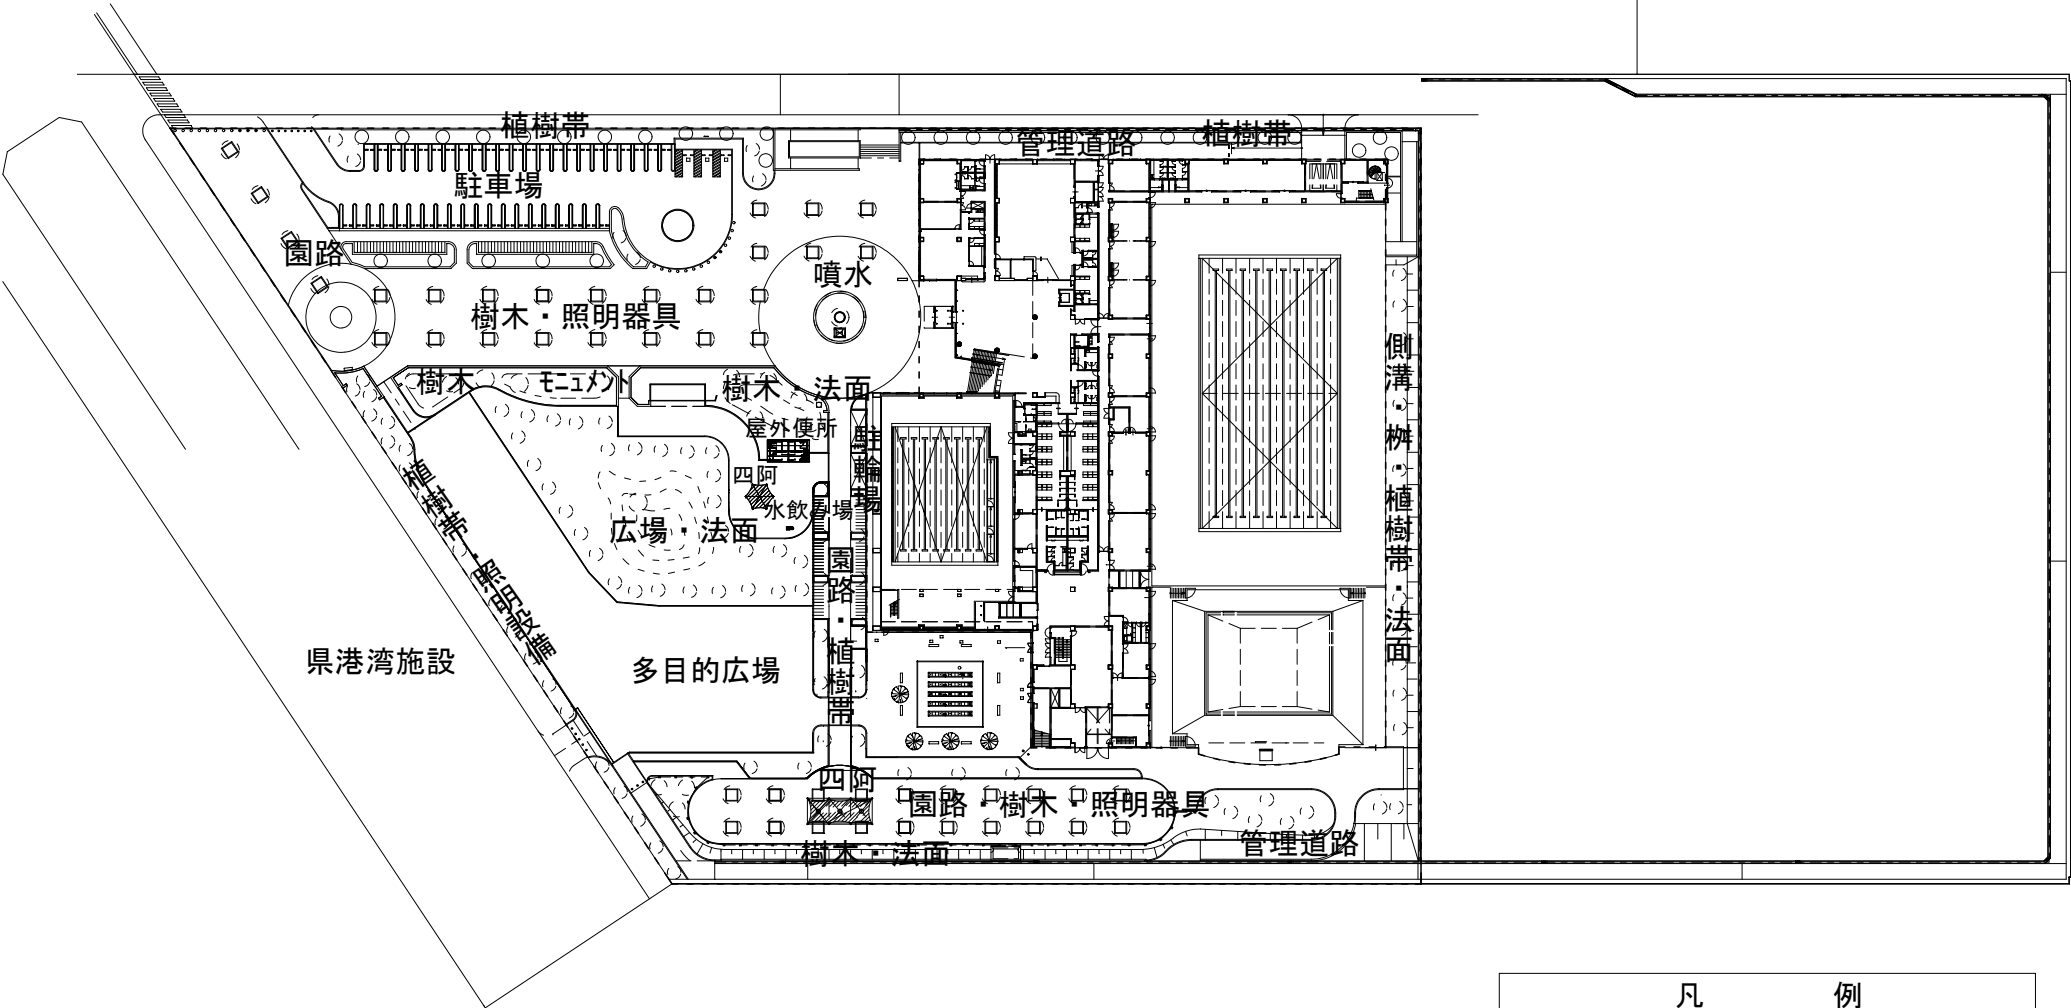 植樹帯
管理道路
植樹帯
駐車場
園路
噴水
樹木・照明器具
樹木
モニュメント
樹木・法面
屋外便所
駐輪場
四阿
水飲み場
広場・法面
植樹帯・照明設備
園路・植樹帯
側溝・桝・植樹帯・法面
県港湾施設
多目的広場
四阿
園路・樹木・照明器具
管理道路
樹木・法面
凡 例